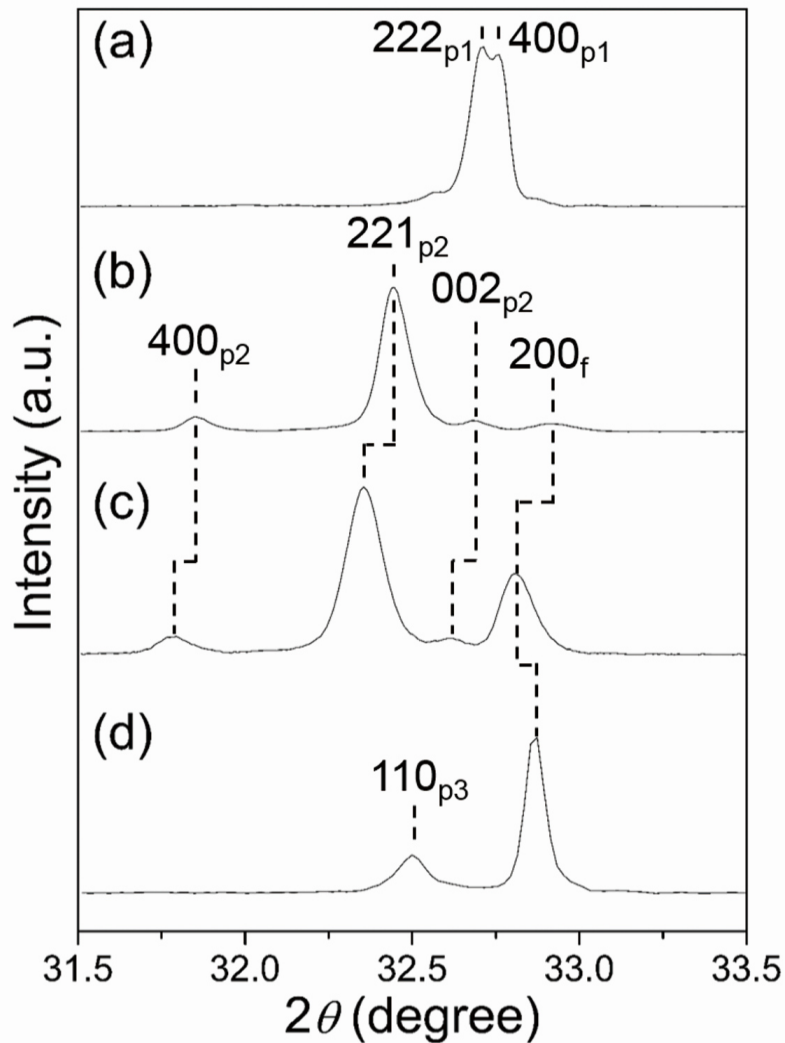 (a)
222p1 400p1
(b)
221p2
002p2
400p2
200f
(c)
(d)
110p3
Intensity (a.u.)
31.5 32.0 32.5 33.0 33.5
2θ (degree)